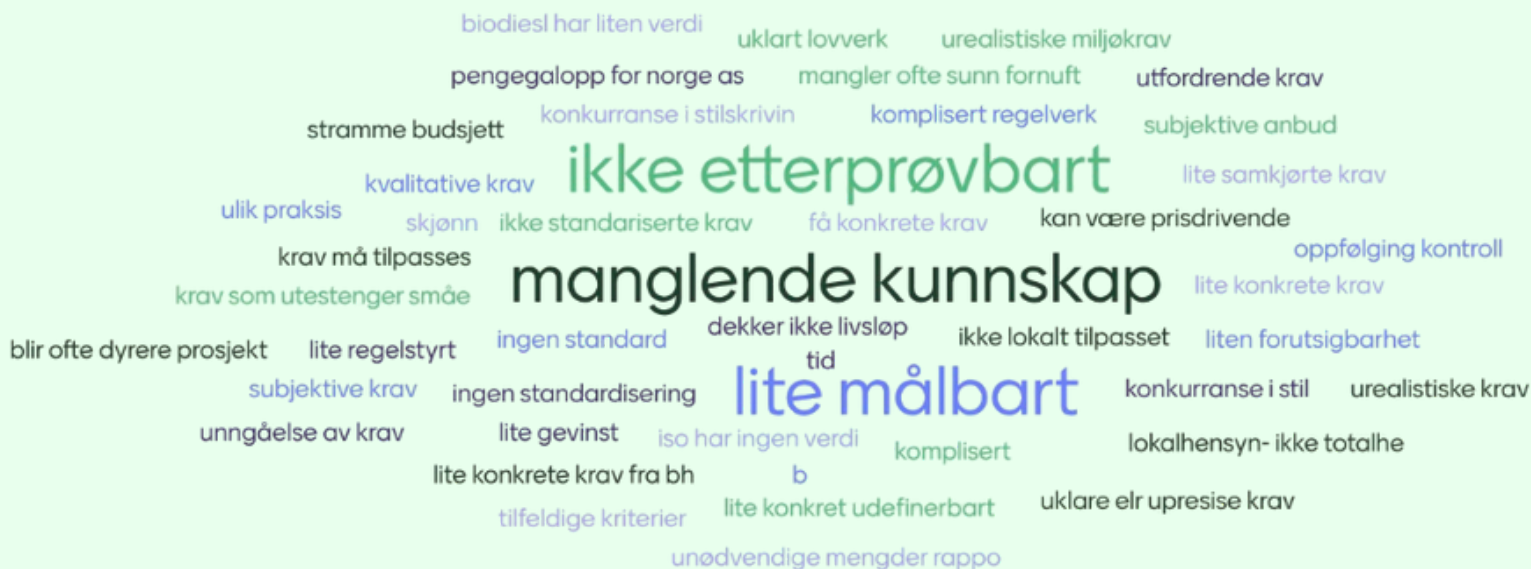 biodiesl har liten verdi
uklart lovverk
urealistiske miljøkrav
pengegalopp for norge as
mangler ofte sunn fornuft
utfordrende krav
stramme budsjett
konkurranse i stilskrivin
komplisert regelverk
subjektive anbud
kvalitative krav
ikke etterprøvbart
lite samkjørte krav
ulik praksis
skjønn
ikke standariserte krav
få konkrete krav
kan være prisdrivende
krav må tilpasses
manglende kunnskap
oppfølging kontroll
krav som utestenger småe
lite konkrete krav
blir ofte dyrere prosjekt
lite regelstyrt
ingen standard
dekker ikke livsløp
ikke lokalt tilpasset
liten forutsigbarhet
tid
subjektive krav
ingen standardisering
lite målbart
konkurranse i stil
urealistiske krav
unngåelse av krav
lite gevinst
iso har ingen verdi
komplisert
lokalhensyn- ikke totalhe
lite konkrete krav fra bh
b
tilfeldige kriterier
lite konkret udefinerbart
uklare elr upresise krav
unødvendige mengder rappo